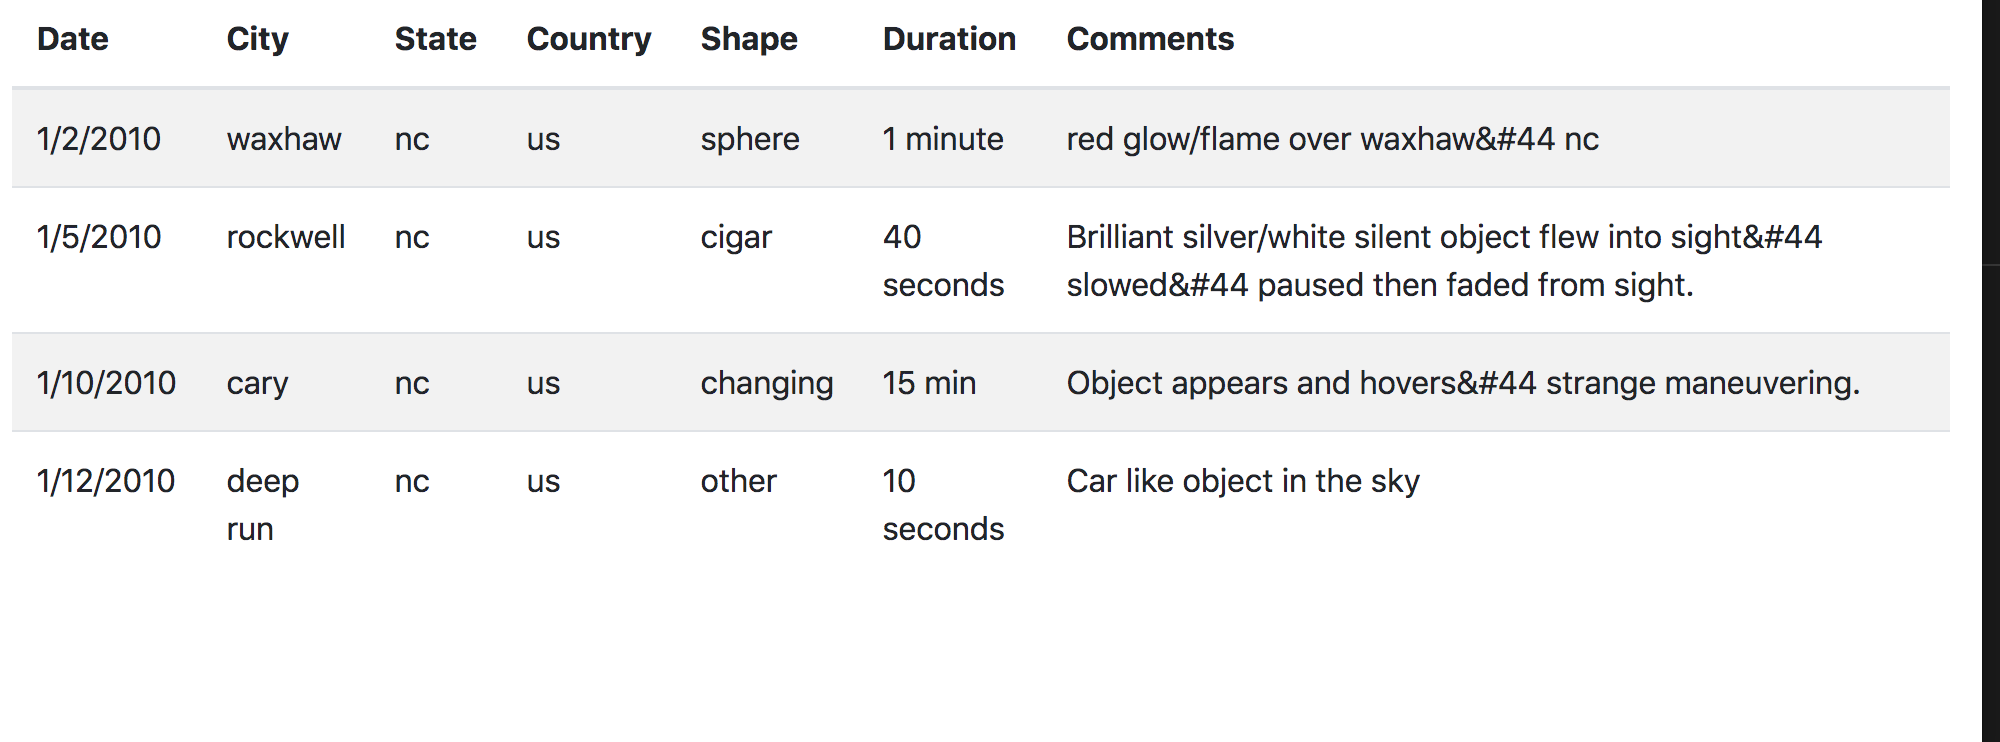 Date City State Country Shape Duration Comments
1/2/2010 waxhaw nc us sphere 1 minute red glow/flame over waxhaw&#44 nc
1/5/2010 rockwell nc us cigar 40 Brilliant silver/white silent object flew into sight&#44
seconds slowed&#44 paused then faded from sight.
1/10/2010 cary nc us changing 15 min Object appears and hovers&#44 strange maneuvering.
1/12/2010 deep nc us other 10 Car like object in the sky
run seconds